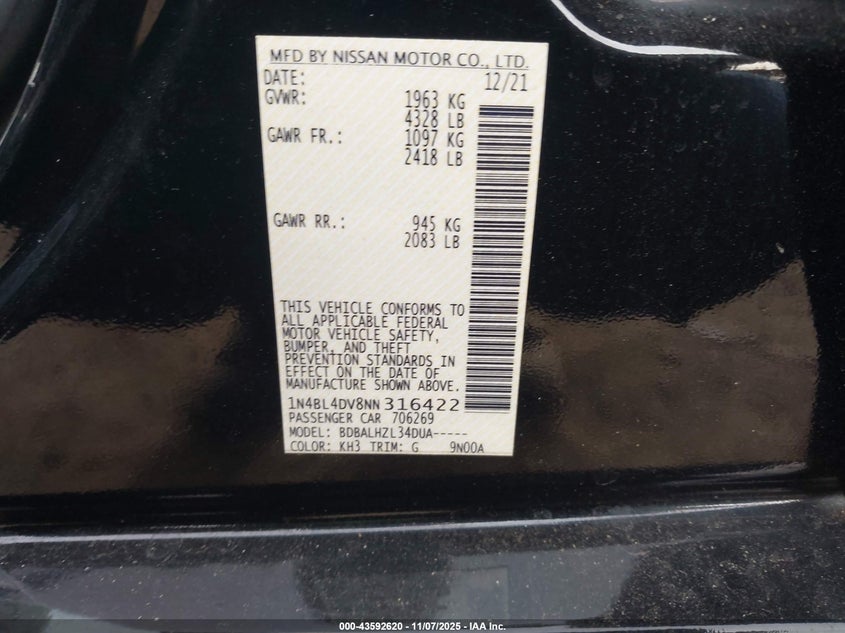 MFD BY NISSAN MOTOR CO., LTD.
DATE: 12/21
GVWR: 1963 KG
4328 LB
GAWR FR.: 1097 KG
2418 LB
GAWR RR.: 945 KG
2083 LB
THIS VEHICLE CONFORMS TO
ALL APPLICABLE FEDERAL
MOTOR VEHICLE SAFETY,
BUMPER, AND THEFT
PREVENTION STANDARDS IN
EFFECT ON THE DATE OF
MANUFACTURE SHOWN ABOVE.
1N4BL4DV8NN316422
PASSENGER CAR 706269
MODEL: BDBALHZL34DUA-----
COLOR: KH3 TRIM: G 9N00A
000-43592620 - 11/07/2025 - IAA Inc.